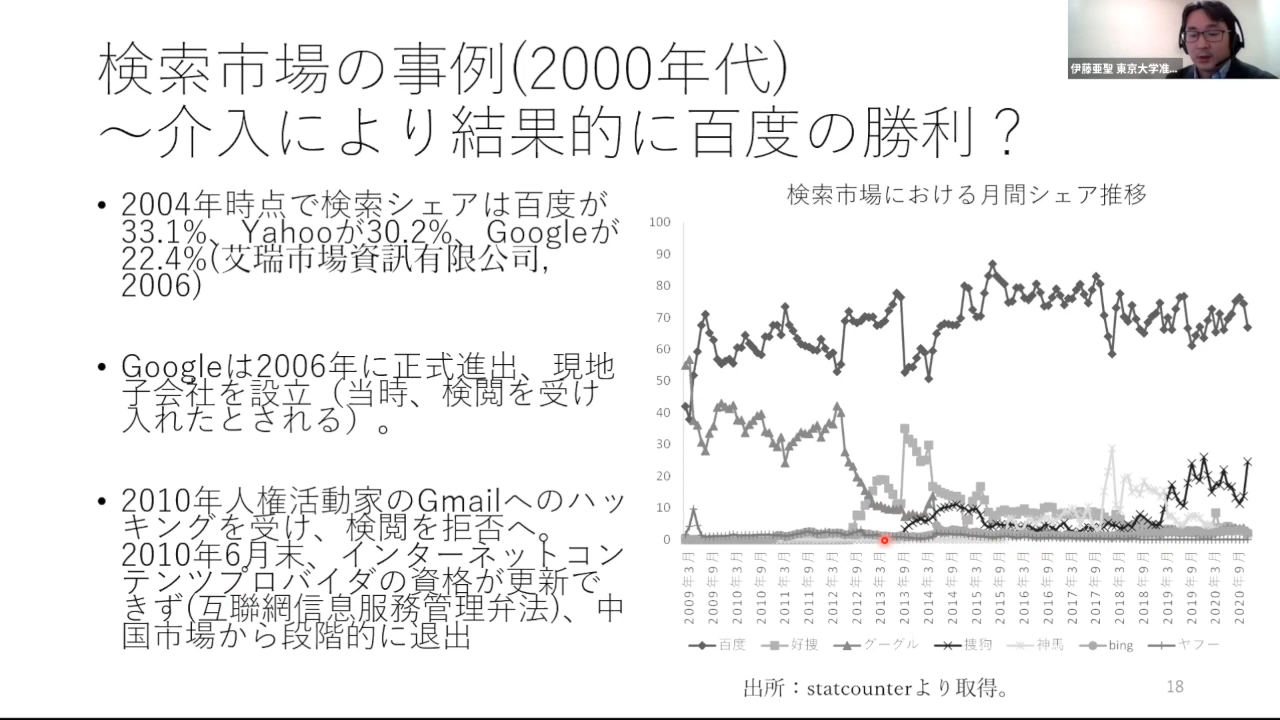 検索市場の事例(2000年代)
～介入により結果的に百度の勝利？
伊藤亜聖 東京大学准...
• 2004年時点で検索シェアは百度が
33.1%、Yahooが30.2%、Googleが
22.4%(艾瑞市場資訊有限公司,
2006)
• Googleは2006年に正式進出、現地
子会社を設立（当時、検閲を受け
入れたとされる）。
• 2010年人権活動家のGmailへのハッ
キングを受け、検閲を拒否へ。
2010年6月末、インターネットコン
テンツプロバイダの資格が更新で
きず(互聯網信息服務管理弁法)、中
国市場から段階的に退出
検索市場における月間シェア推移
100
90
80
70
60
50
40
30
20
10
0
2009年3月
2009年9月
2010年3月
2010年9月
2011年3月
2011年9月
2012年3月
2012年9月
2013年3月
2013年9月
2014年3月
2014年9月
2015年3月
2015年9月
2016年3月
2016年9月
2017年3月
2017年9月
2018年3月
2018年9月
2019年3月
2019年9月
2020年3月
2020年9月
百度 好捜 グーグル 捜狗 神馬 bing ヤフー
出所：statcounterより取得。
18